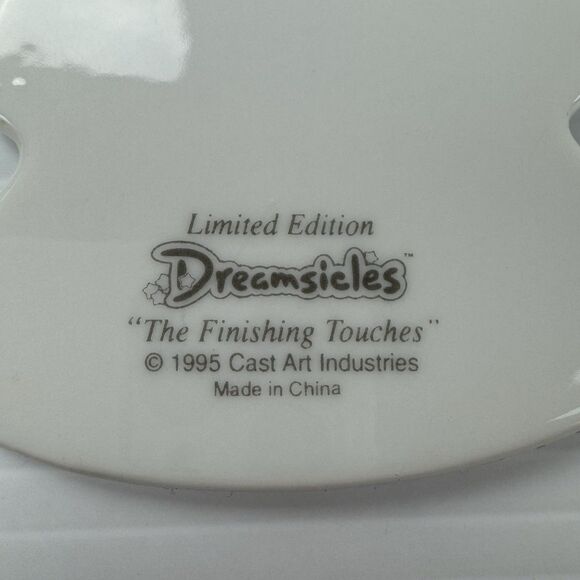 Limited Edition
Dreamsicles™
"The Finishing Touches"
© 1995 Cast Art Industries
Made in China